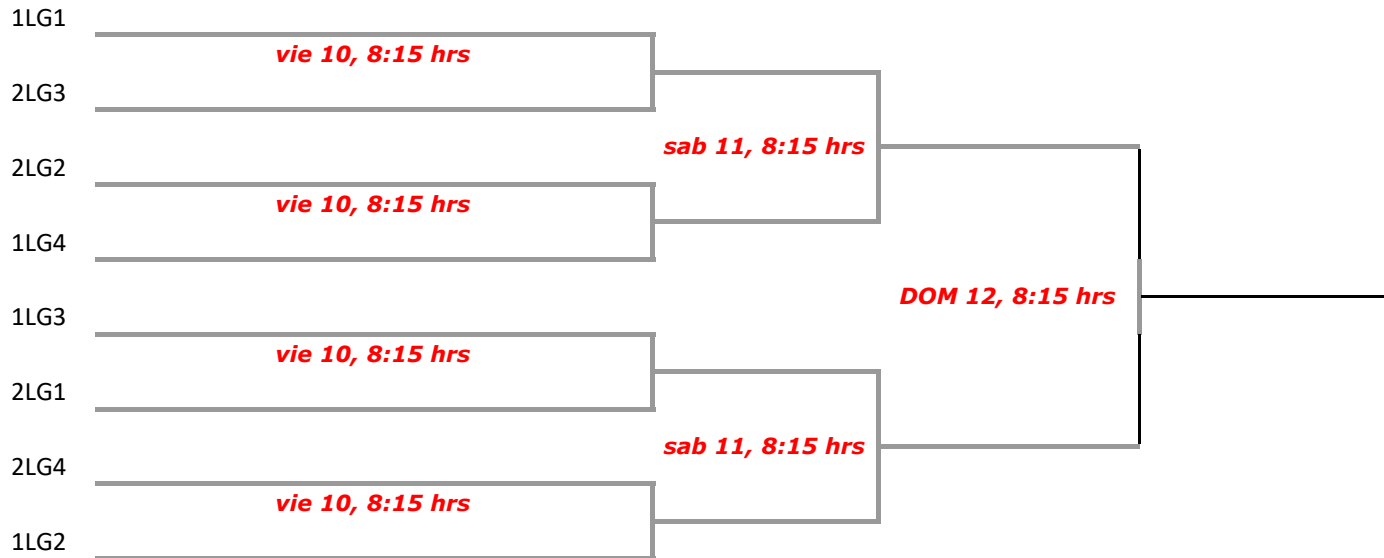 1LG1
vie 10, 8:15 hrs
2LG3
sab 11, 8:15 hrs
2LG2
vie 10, 8:15 hrs
1LG4
DOM 12, 8:15 hrs
1LG3
vie 10, 8:15 hrs
2LG1
sab 11, 8:15 hrs
2LG4
vie 10, 8:15 hrs
1LG2